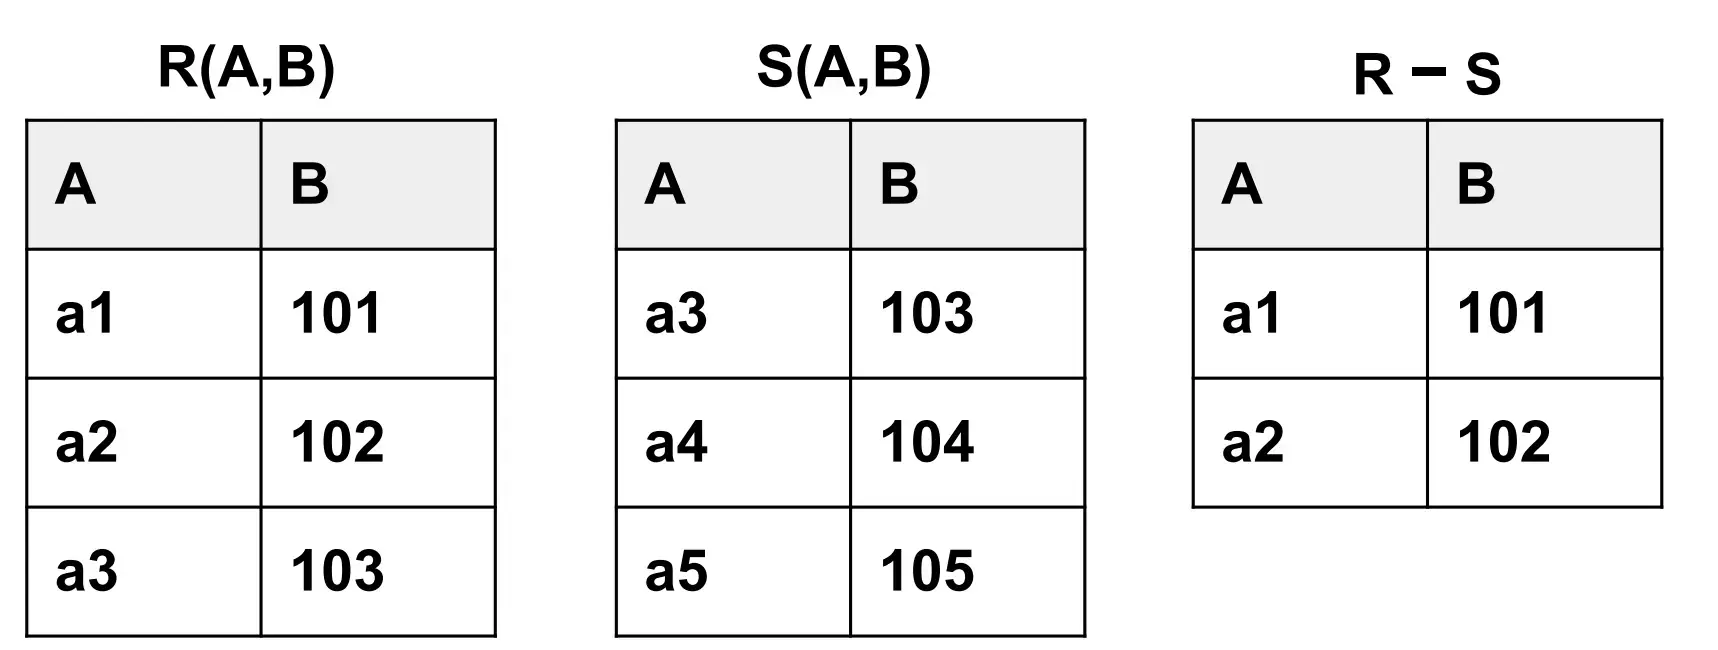 R(A,B) S(A,B) R − S
A B A B A B
a1 101 a3 103 a1 101
a2 102 a4 104 a2 102
a3 103 a5 105